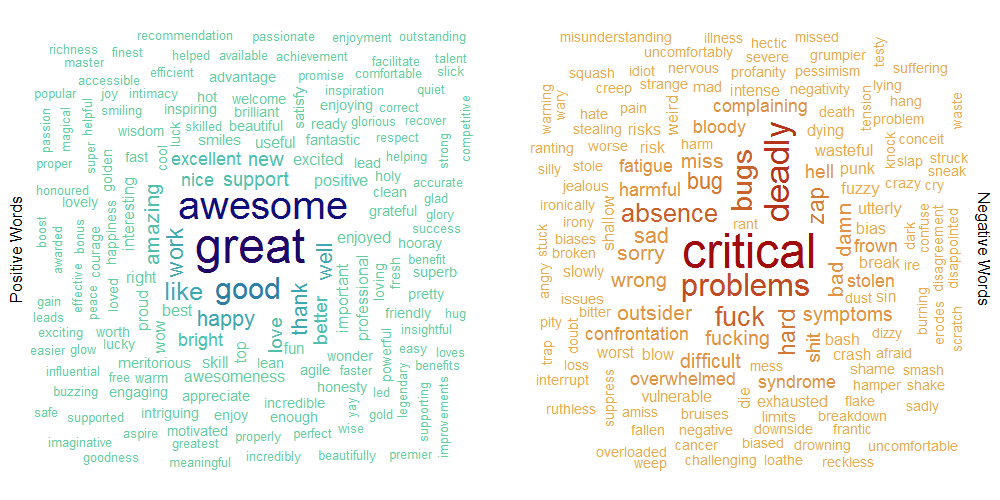 Positive Words
recommendation passionate enjoyment outstanding
richness finest helped available achievement facilitate talent
master accessible efficient advantage promise comfortable slick
popular joy intimacy hot welcome inspiration quiet
passion magical smiling inspiring brilliant satisfy enjoying correct competitive
super helpful luck skilled beautiful ready glorious recover
wisdom cool smiles useful fantastic respect strong
proper golden fast excellent new excited lead helping
nice support positive holy clean accurate
honoured lovely interesting amazing awesome grateful glad glory
boost awarded bonus courage happiness work great enjoyed success hooray
effective peace loved right well important loving fresh benefit superb
gain proud like good thank better professional pretty
leads best happy love friendly hug
exciting worth wow bright insightful
easier glow lucky top fun wonder powerful easy loves
influential meritorious skill lean agile faster benefits
buzzing free warm awesomeness honesty led legendary
engaging appreciate incredible yay gold supporting improvements
safe supported intriguing enjoy enough wise
imaginative aspire motivated properly perfect
greatest goodness meaningful incredibly beautifully premier
misunderstanding illness hectic missed
uncomfortably severe grumpier testy
squash idiot nervous profanity pessimism suffering
creep strange mad intense negativity lying
warning wary hate pain weird complaining death tension hang waste
stealing risks bloody dying problem conceit
ranting worse risk harm deadly wasteful knock
silly stole fatigue miss bugs hell punk slap struck
jealous harmful bug zap fuzzy crazy cry sneak
ironically shallow absence utterly
irony rant damn bias dark confuse disagreement disappointed
stuck biases sad critical frown
broken sorry bad break ire
angry slowly wrong problems stolen
issues dust sin burning
bitter outsider fuck hard symptoms erodes scratch
pity doubt confrontation fucking shit bash dizzy
trap worst blow difficult crash afraid
loss mess shame smash
interrupt suppress overwhelmed syndrome hamper shake
vulnerable die exhausted flake
ruthless amiss bruises limits breakdown sadly
fallen negative downside frantic
overloaded cancer biased drowning uncomfortable
weep challenging loathe reckless
Negative Words